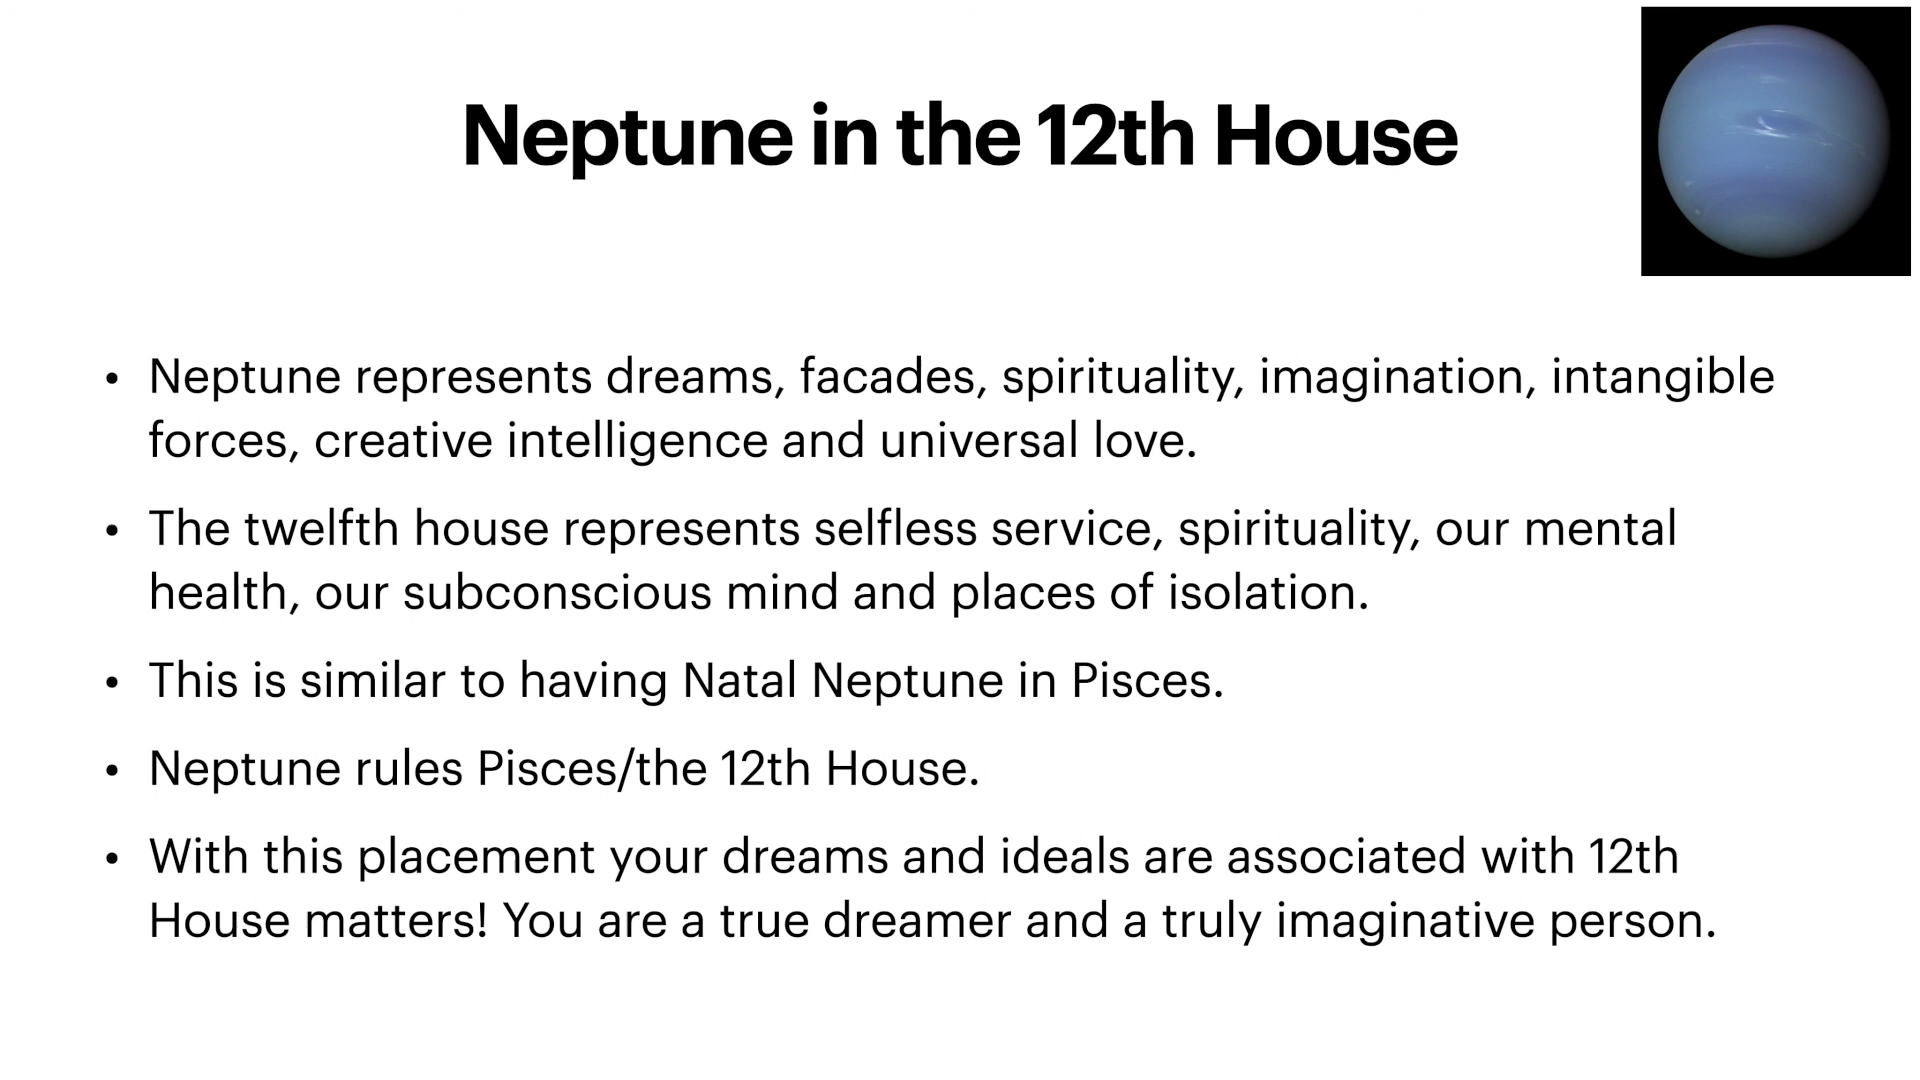 Neptune in the 12th House
• Neptune represents dreams, facades, spirituality, imagination, intangible
forces, creative intelligence and universal love.
• The twelfth house represents selfless service, spirituality, our mental
health, our subconscious mind and places of isolation.
• This is similar to having Natal Neptune in Pisces.
• Neptune rules Pisces/the 12th House.
• With this placement your dreams and ideals are associated with 12th
House matters! You are a true dreamer and a truly imaginative person.